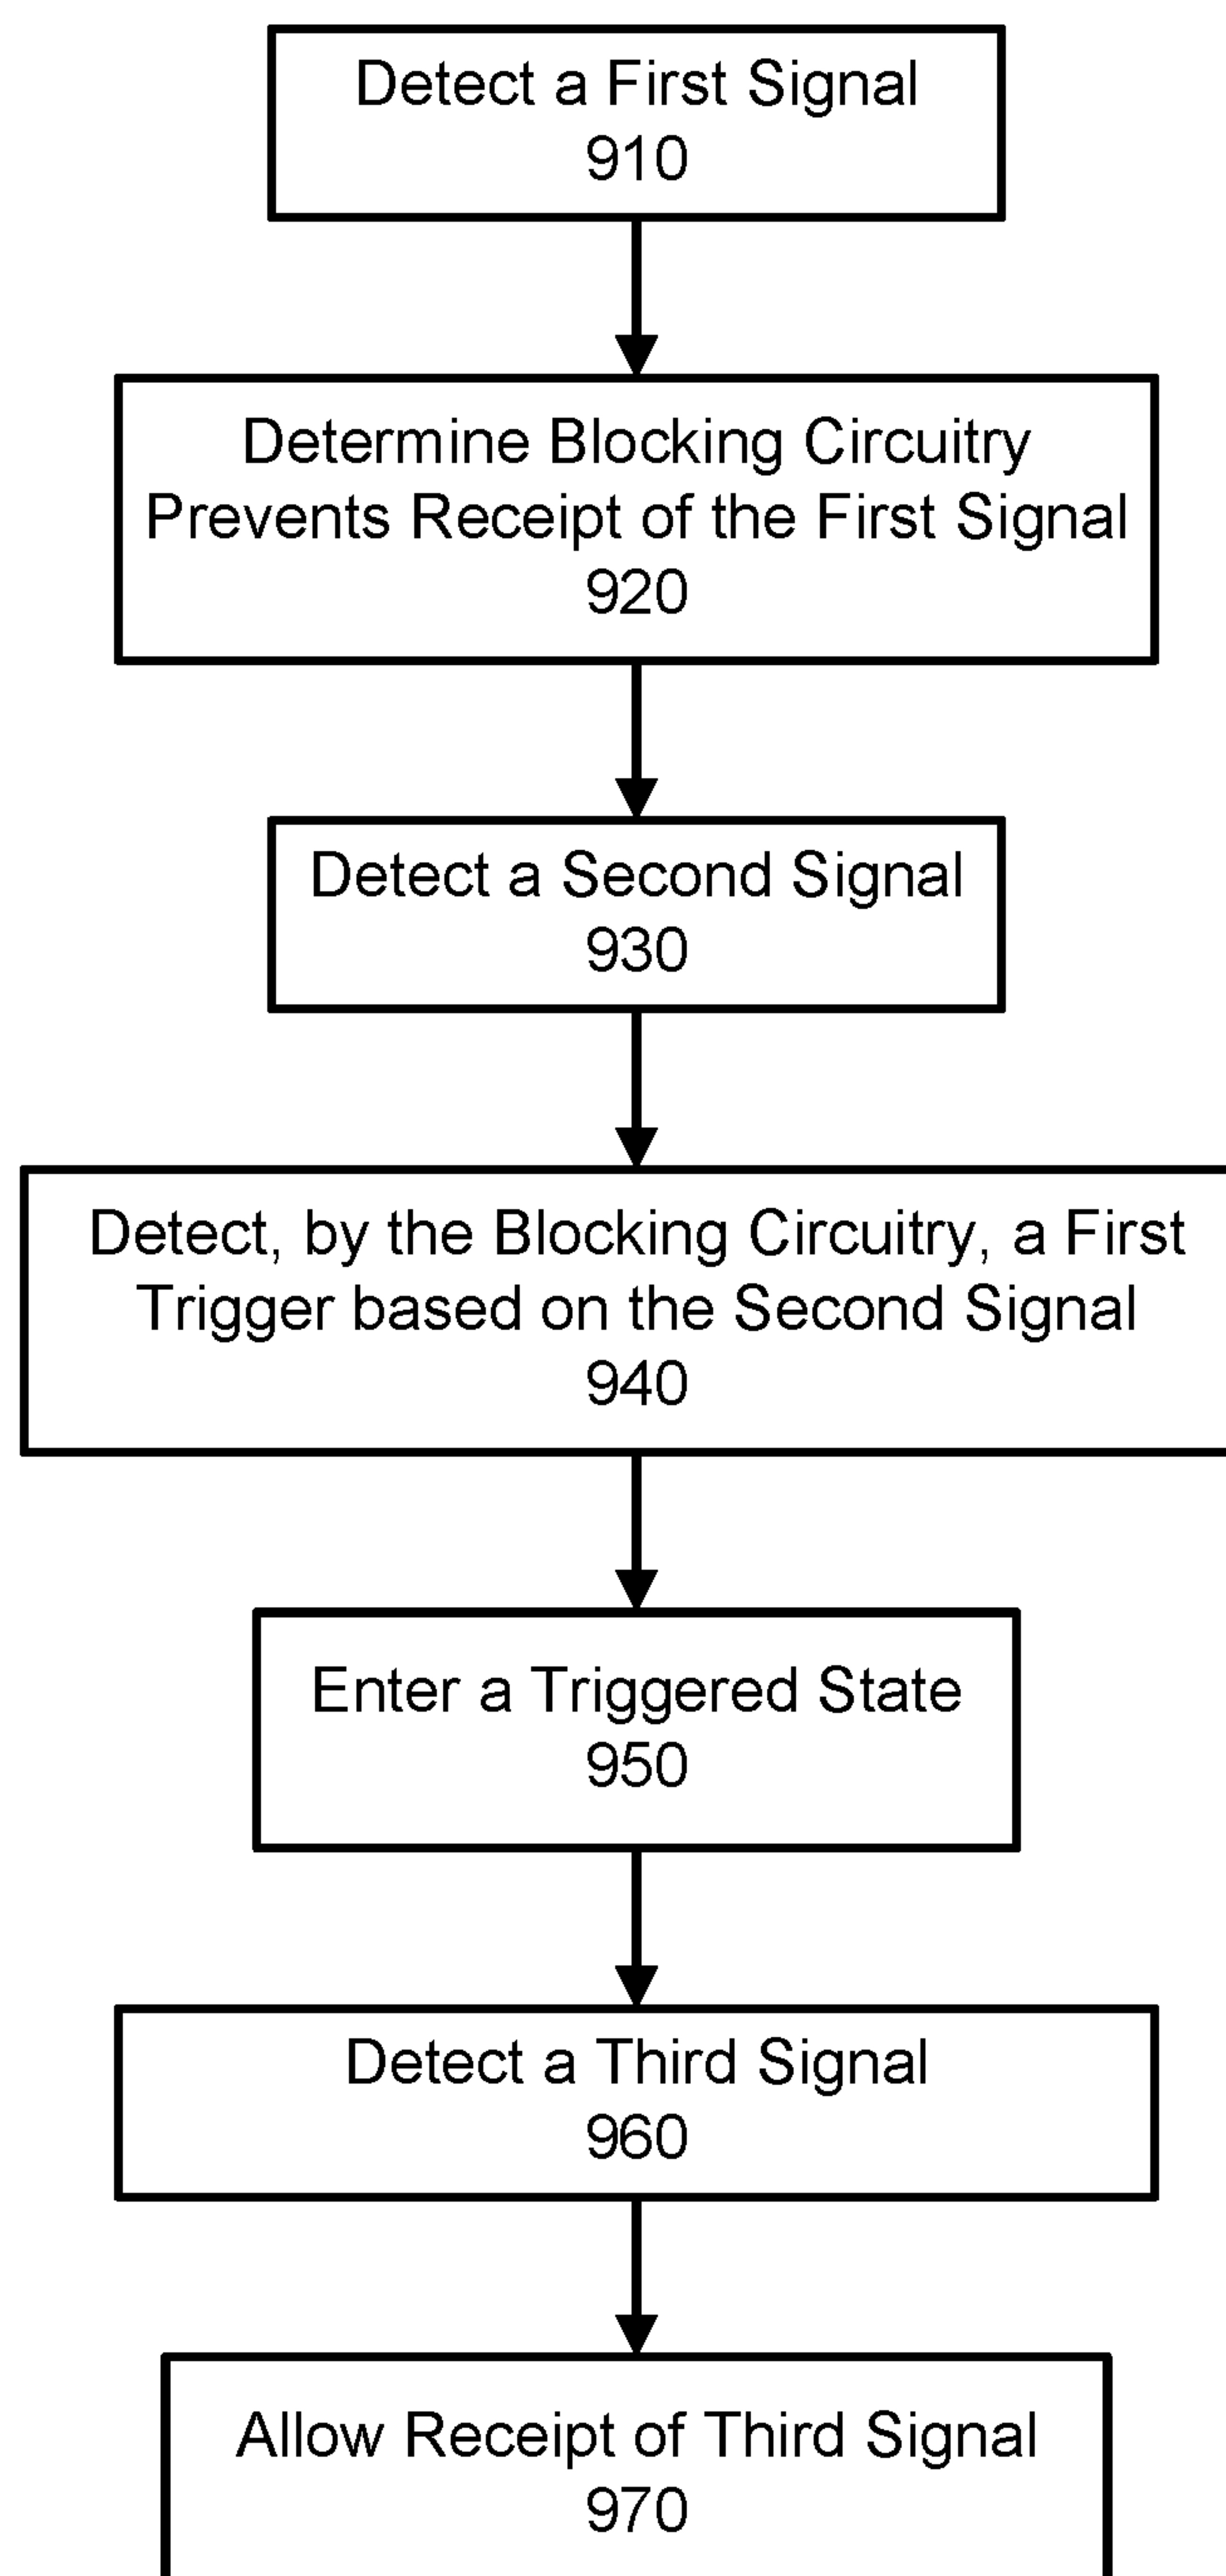 Detect a First Signal
910
Determine Blocking Circuitry
Prevents Receipt of the First Signal
920
Detect a Second Signal
930
Detect, by the Blocking Circuitry, a First
Trigger based on the Second Signal
940
Enter a Triggered State
950
Detect a Third Signal
960
Allow Receipt of Third Signal
970